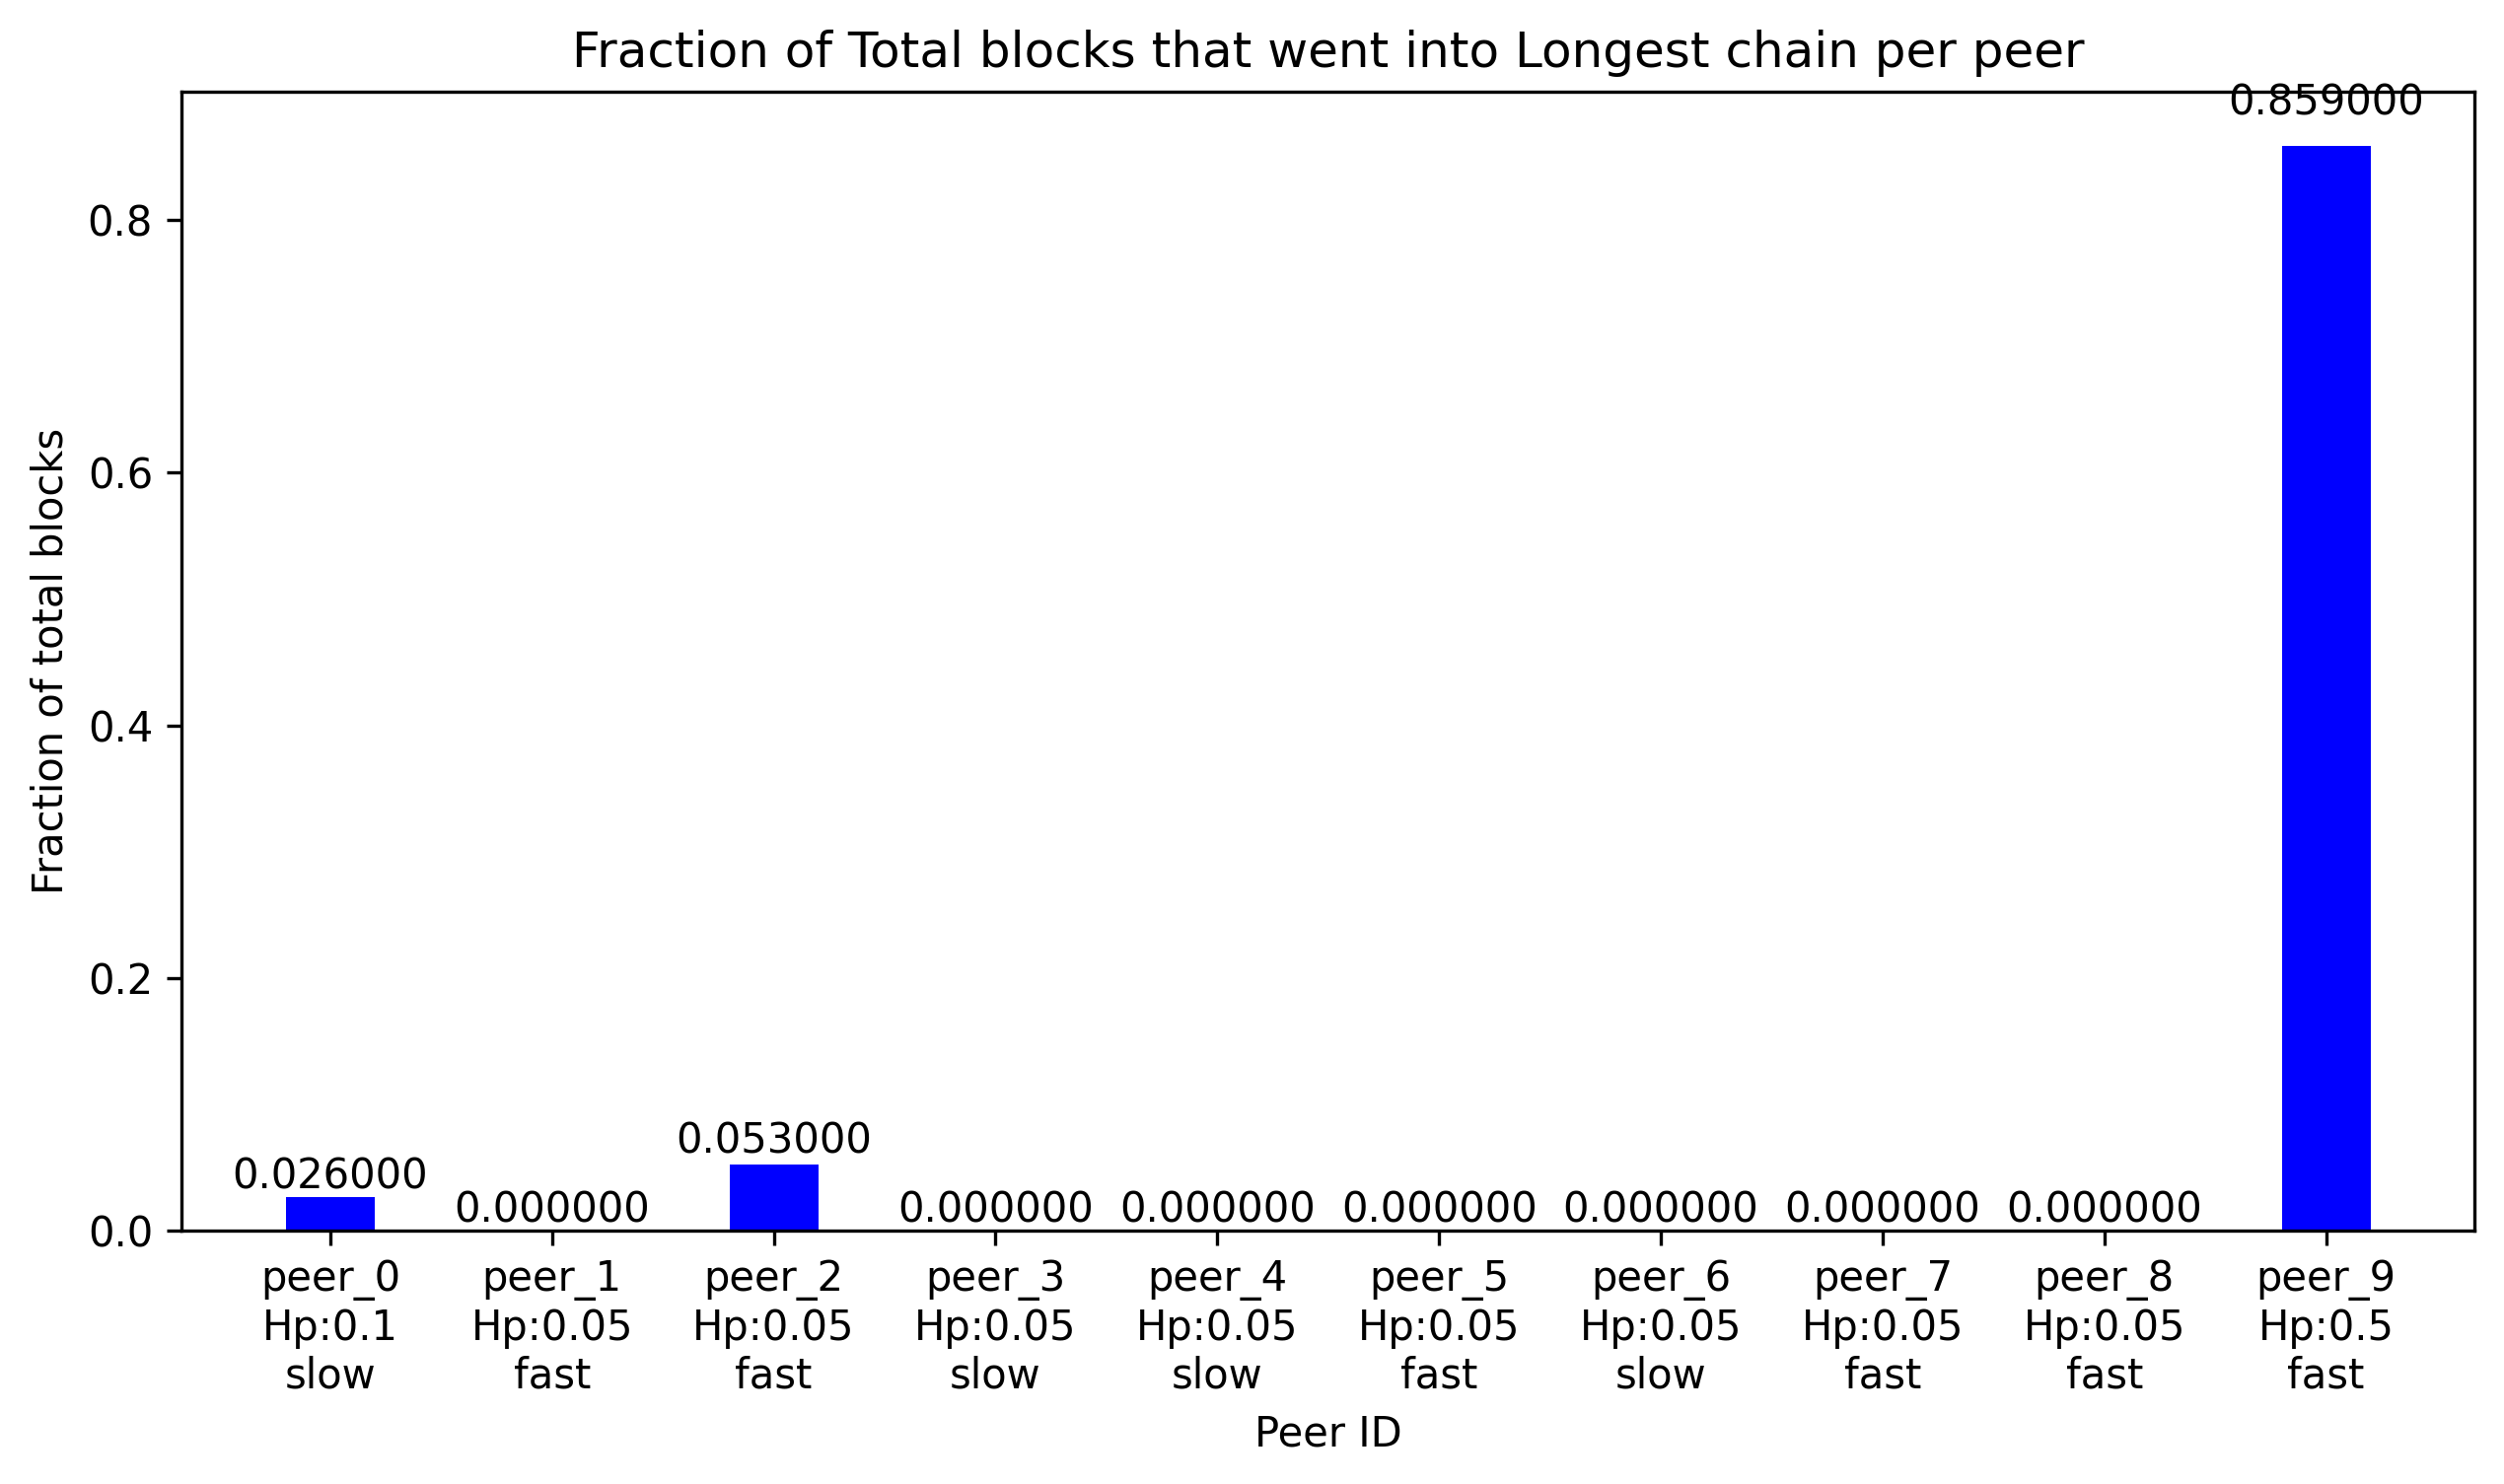 Fraction of Total blocks that went into Longest chain per peer
Fraction of total blocks
0.8
0.6
0.4
0.2
0.0
0.026000
0.000000
0.053000
0.000000
0.000000
0.000000
0.000000
0.000000
0.000000
0.859000
peer_0
Hp:0.1
slow
peer_1
Hp:0.05
fast
peer_2
Hp:0.05
fast
peer_3
Hp:0.05
slow
peer_4
Hp:0.05
slow
peer_5
Hp:0.05
fast
peer_6
Hp:0.05
slow
peer_7
Hp:0.05
fast
peer_8
Hp:0.05
fast
peer_9
Hp:0.5
fast
Peer ID